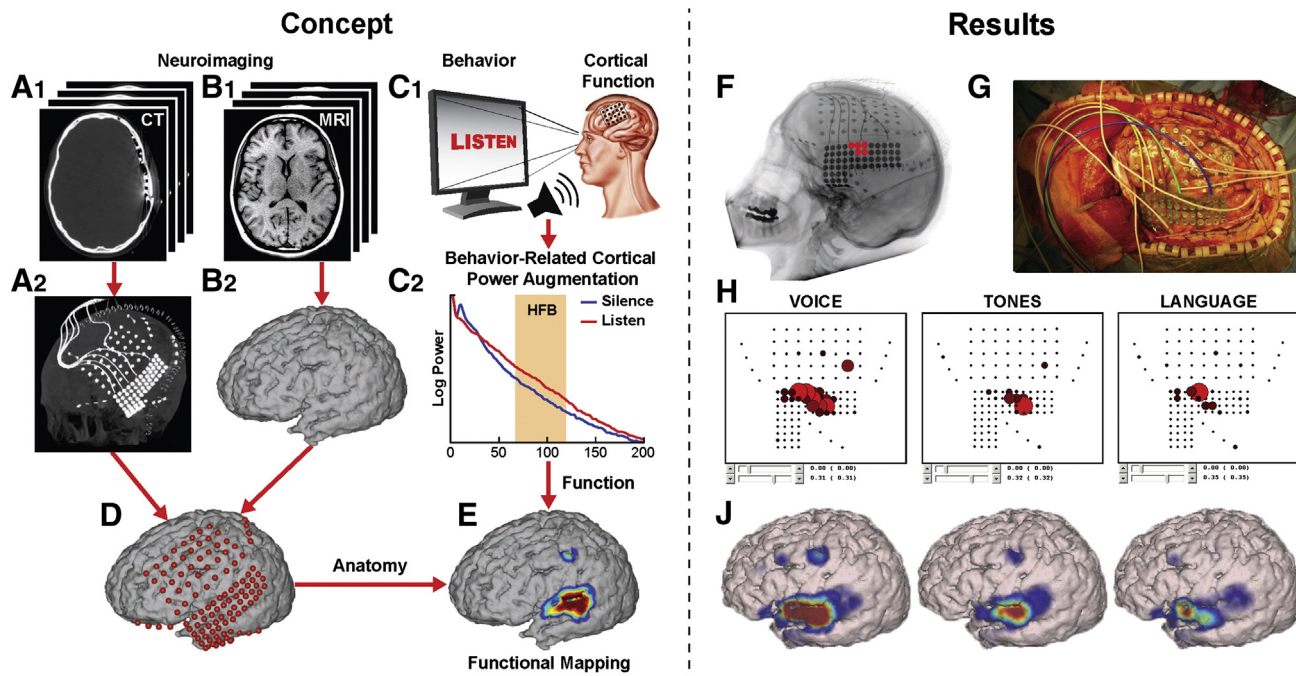 Concept
Results
Neuroimaging
Behavior
Cortical
Function
A1
B1
C1
F
G
CT
MRI
LISTEN
Behavior-Related Cortical
Power Augmentation
A2
B2
C2
HFB
Silence
Listen
Log Power
0
50
100
150
200
Function
H
VOICE
TONES
LANGUAGE
0.00 ( 0.00)
0.31 ( 0.31)
0.00 ( 0.00)
0.32 ( 0.32)
0.00 ( 0.00)
0.35 ( 0.35)
D
Anatomy
E
J
Functional Mapping